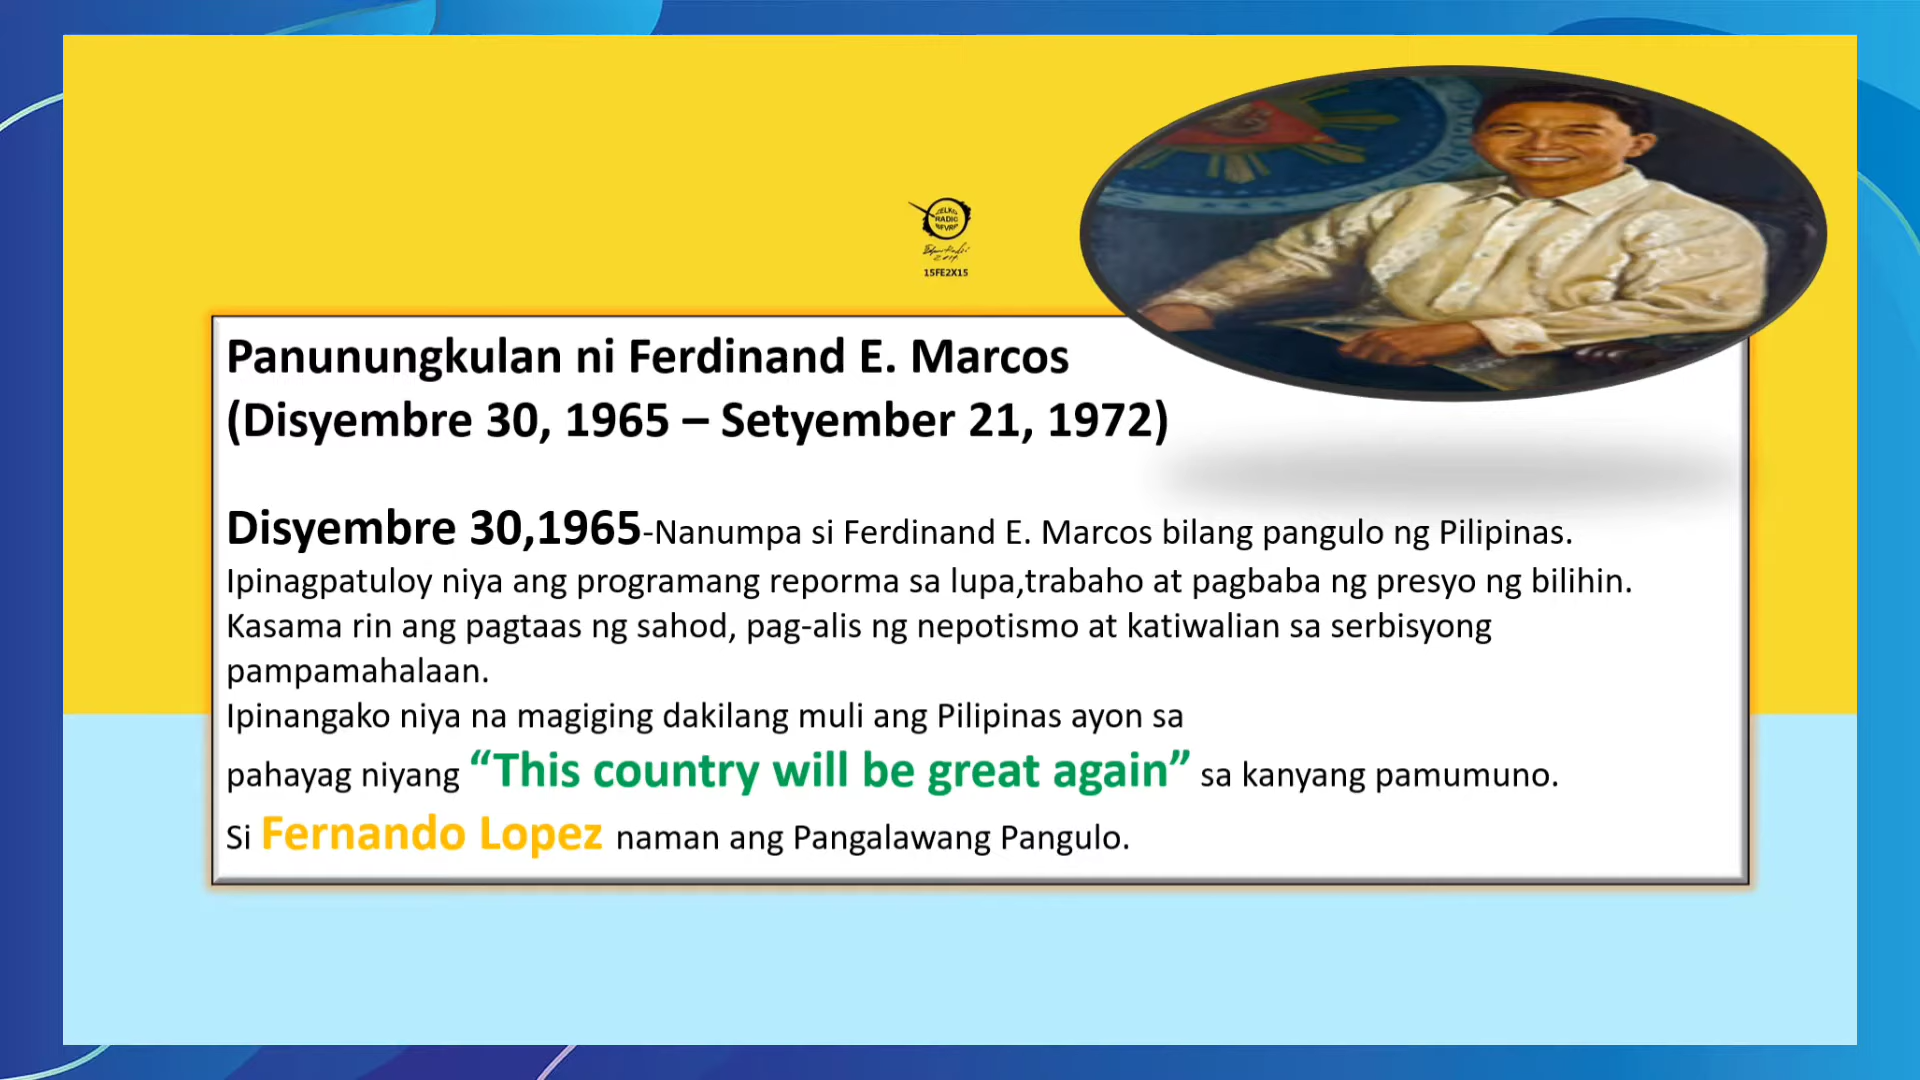 15FE2X15
Panunungkulan ni Ferdinand E. Marcos
(Disyembre 30, 1965 – Setyember 21, 1972)
Disyembre 30,1965-Nanumpa si Ferdinand E. Marcos bilang pangulo ng Pilipinas.
Ipinagpatuloy niya ang programang reporma sa lupa,trabaho at pagbaba ng presyo ng bilihin.
Kasama rin ang pagtaas ng sahod, pag-alis ng nepotismo at katiwalian sa serbisyong
pampamahalaan.
Ipinangako niya na magiging dakilang muli ang Pilipinas ayon sa
pahayag niyang “This country will be great again” sa kanyang pamumuno.
Si Fernando Lopez naman ang Pangalawang Pangulo.